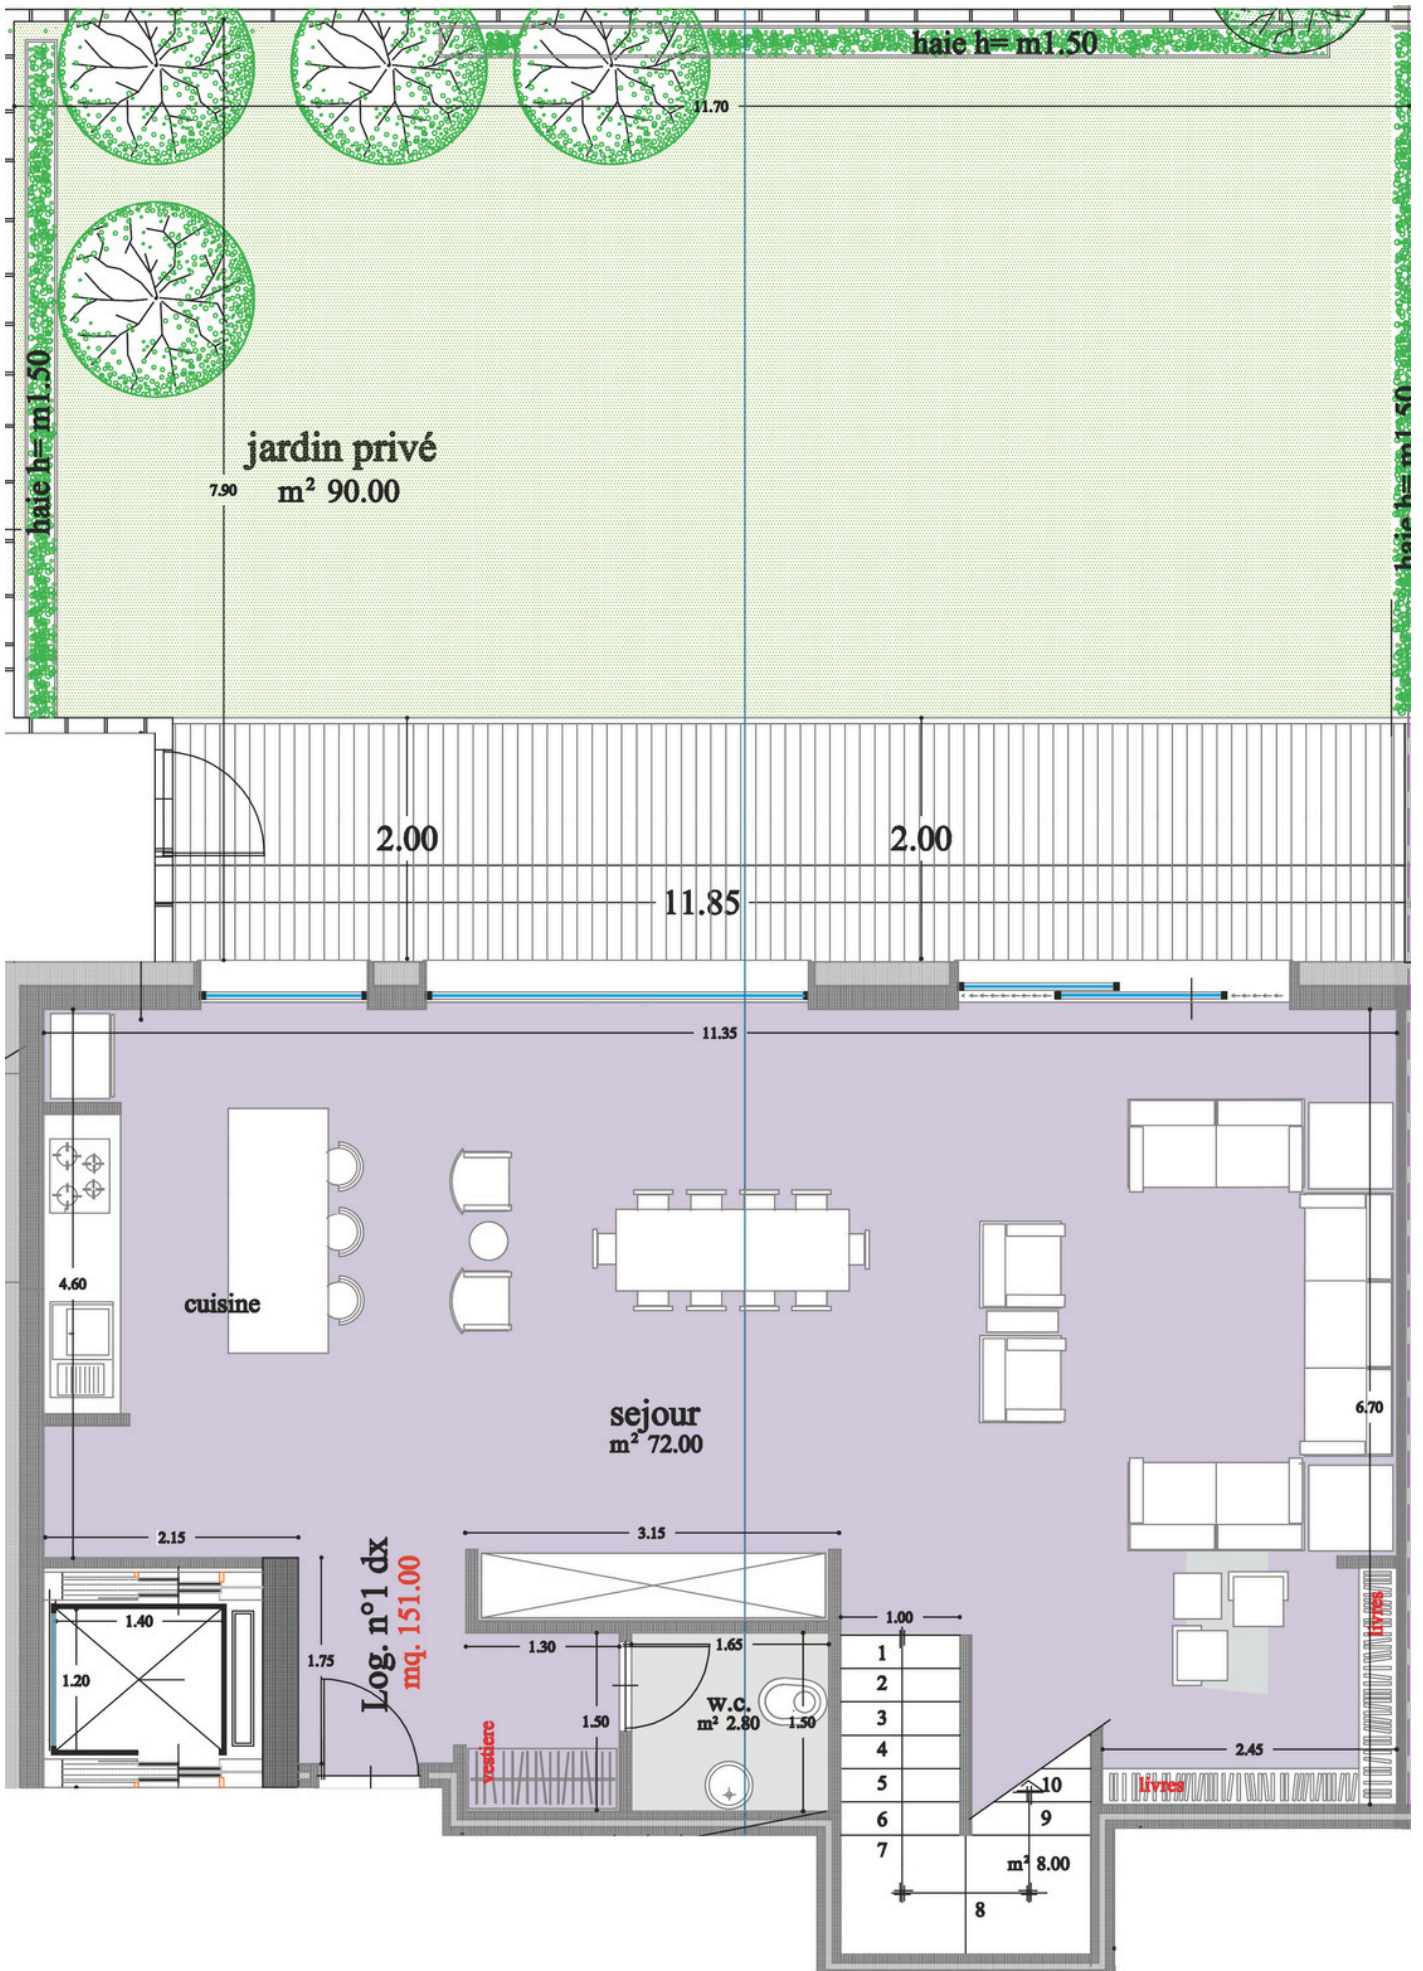 haie h= m1.50
11.70
haie h= m1.50
haie h= m1.50
jardin privé
m² 90.00
7.90
2.00
2.00
11.85
11.35
4.60
cuisine
sejour
m² 72.00
6.70
2.15
3.15
Log. n°1 dx
mq. 151.00
1.40
1.20
1.75
1.30
1.65
1.00
w.c.
m² 2.80
1.50
1.50
vestiere
1
2
3
4
5
6
7
8
9
10
m² 8.00
2.45
livres
livres